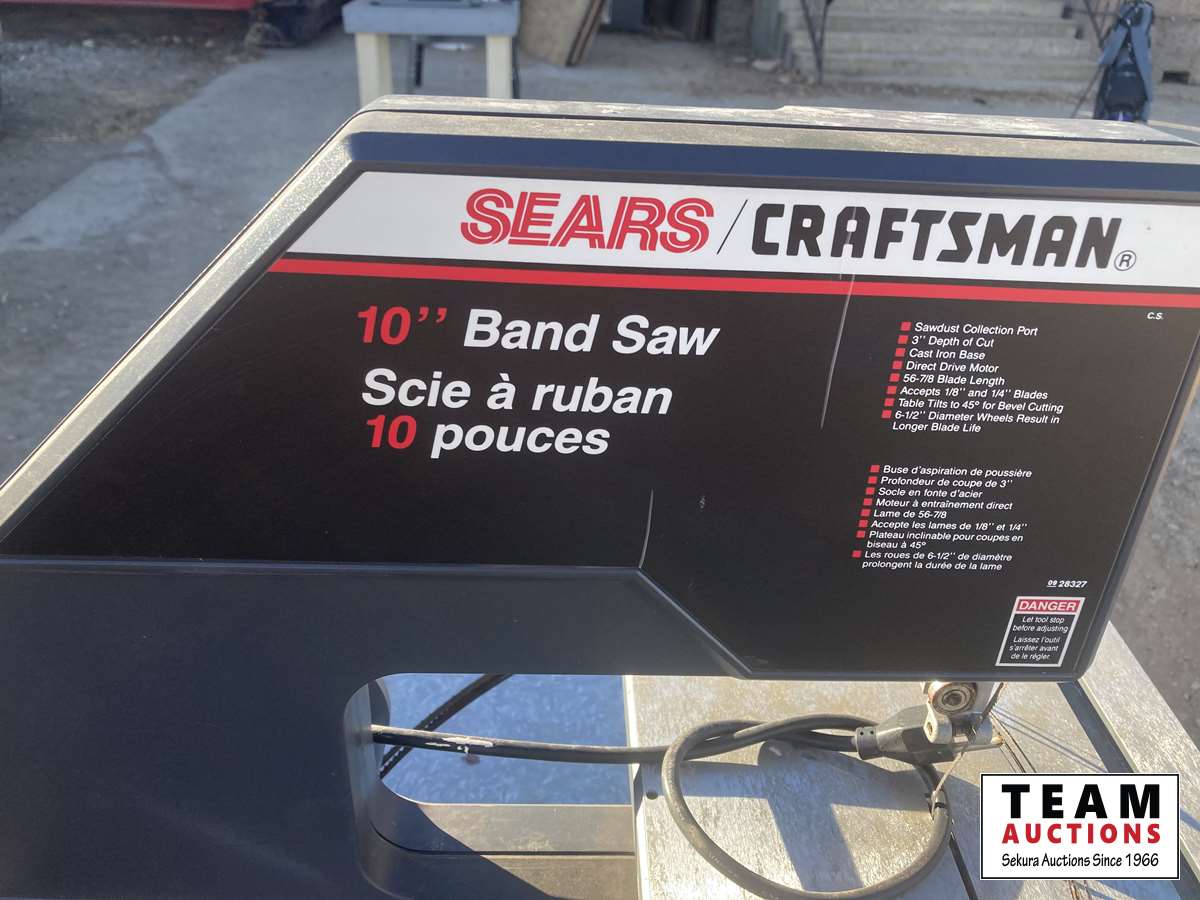 SEARS / CRAFTSMAN®
C.S.
10’’ Band Saw
Scie à ruban
10 pouces
Sawdust Collection Port
3’’ Depth of Cut
Cast Iron Base
Direct Drive Motor
56-7/8 Blade Length
Accepts 1/8’’ and 1/4’’ Blades
Table Tilts to 45° for Bevel Cutting
6-1/2’’ Diameter Wheels Result in
Longer Blade Life
Buse d’aspiration de poussière
Profondeur de coupe de 3’’
Socle en fonte d’acier
Moteur à entraînement direct
Lame de 56-7/8
Accepte les lames de 1/8’’ et 1/4’’
Plateau inclinable pour coupes en
biseau à 45°
Les roues de 6-1/2’’ de diamètre
prolongent la durée de la lame
09 28327
DANGER
Let tool stop
before adjusting
Laissez l’outil
s’arrêter avant
de le régler.
TEAM
AUCTIONS
Sekura Auctions Since 1966